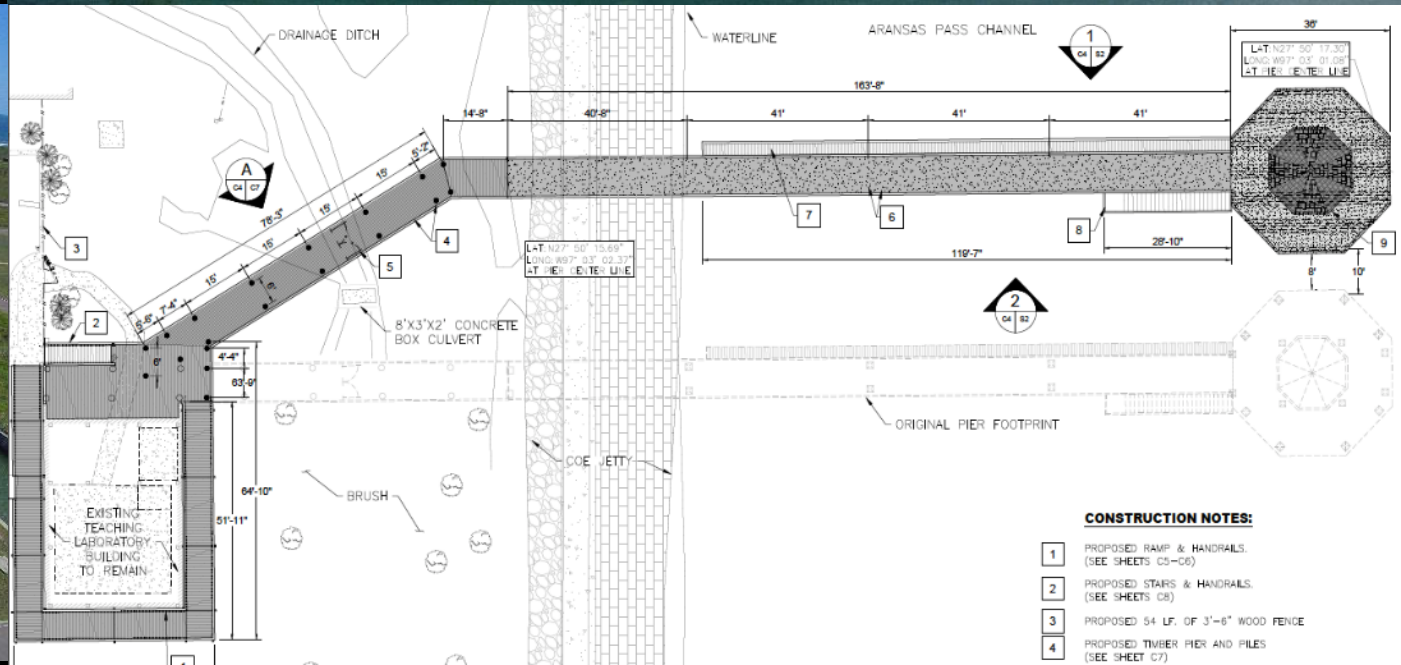 DRAINAGE DITCH
WATERLINE
ARANSAS PASS CHANNEL
1
C4 S2
36'
LAT: N27° 50' 17.30"
LONG: W97° 03' 01.08"
AT PIER CENTER LINE
163'-8"
14'-8"
40'-8"
41'
41'
41'
A
C4 C7
5'-2"
15'
15'
15'
15'
78'-3"
7'-4"
6'-6"
3
4
5
6'
2
6'
4'-4"
63'-9"
LAT: N27° 50' 15.69"
LONG: W97° 03' 02.37"
AT PIER CENTER LINE
7
6
8
9
28'-10"
119'-7"
8'
10'
2
C4 S2
8'X3'X2' CONCRETE
BOX CULVERT
ORIGINAL PIER FOOTPRINT
COE JETTY
BRUSH
64'-10"
51'-11"
EXISTING
TEACHING
LABORATORY
BUILDING
TO REMAIN
CONSTRUCTION NOTES:
1 PROPOSED RAMP & HANDRAILS.
(SEE SHEETS C5-C6)
2 PROPOSED STAIRS & HANDRAILS.
(SEE SHEETS C8)
3 PROPOSED 54 LF. OF 3'-6" WOOD FENCE
4 PROPOSED TIMBER PIER AND PILES
(SEE SHEET C7)